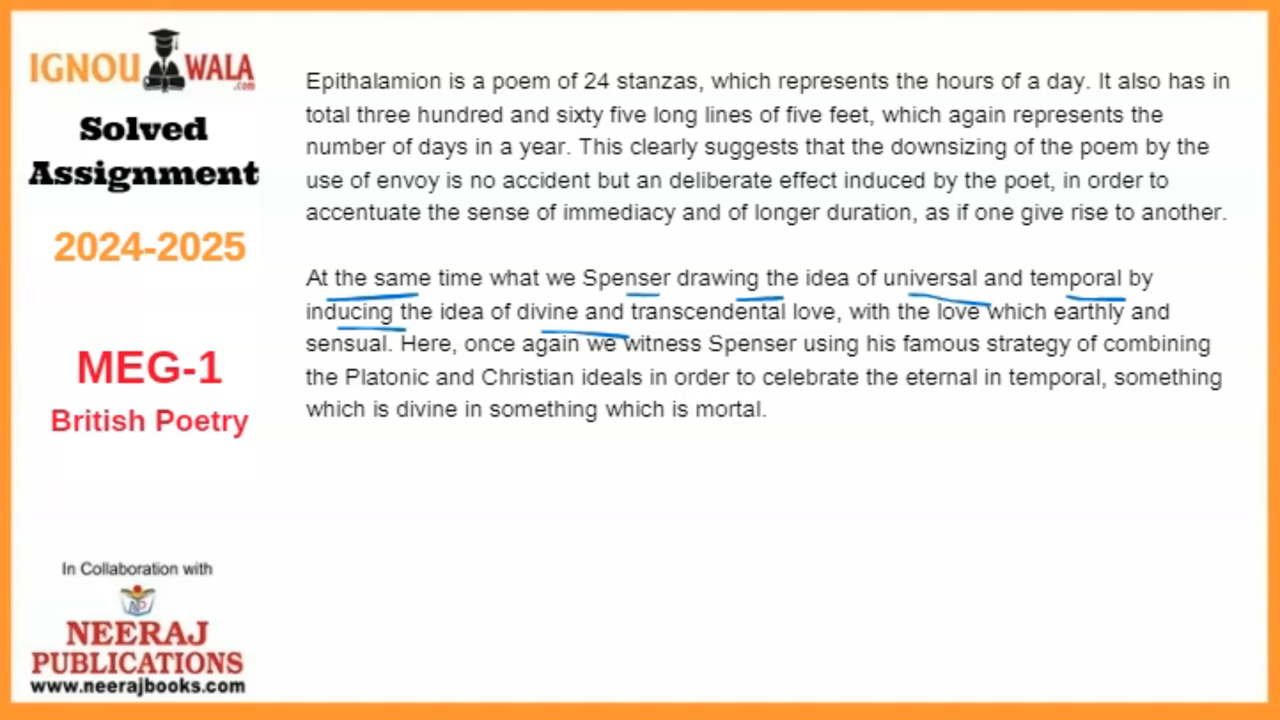 IGNOU WALA
.com
Solved
Assignment
2024-2025
MEG-1
British Poetry
In Collaboration with
NP
NEERAJ
PUBLICATIONS
www.neerajbooks.com
Epithalamion is a poem of 24 stanzas, which represents the hours of a day. It also has in
total three hundred and sixty five long lines of five feet, which again represents the
number of days in a year. This clearly suggests that the downsizing of the poem by the
use of envoy is no accident but an deliberate effect induced by the poet, in order to
accentuate the sense of immediacy and of longer duration, as if one give rise to another.
At the same time what we Spenser drawing the idea of universal and temporal by
inducing the idea of divine and transcendental love, with the love which earthly and
sensual. Here, once again we witness Spenser using his famous strategy of combining
the Platonic and Christian ideals in order to celebrate the eternal in temporal, something
which is divine in something which is mortal.